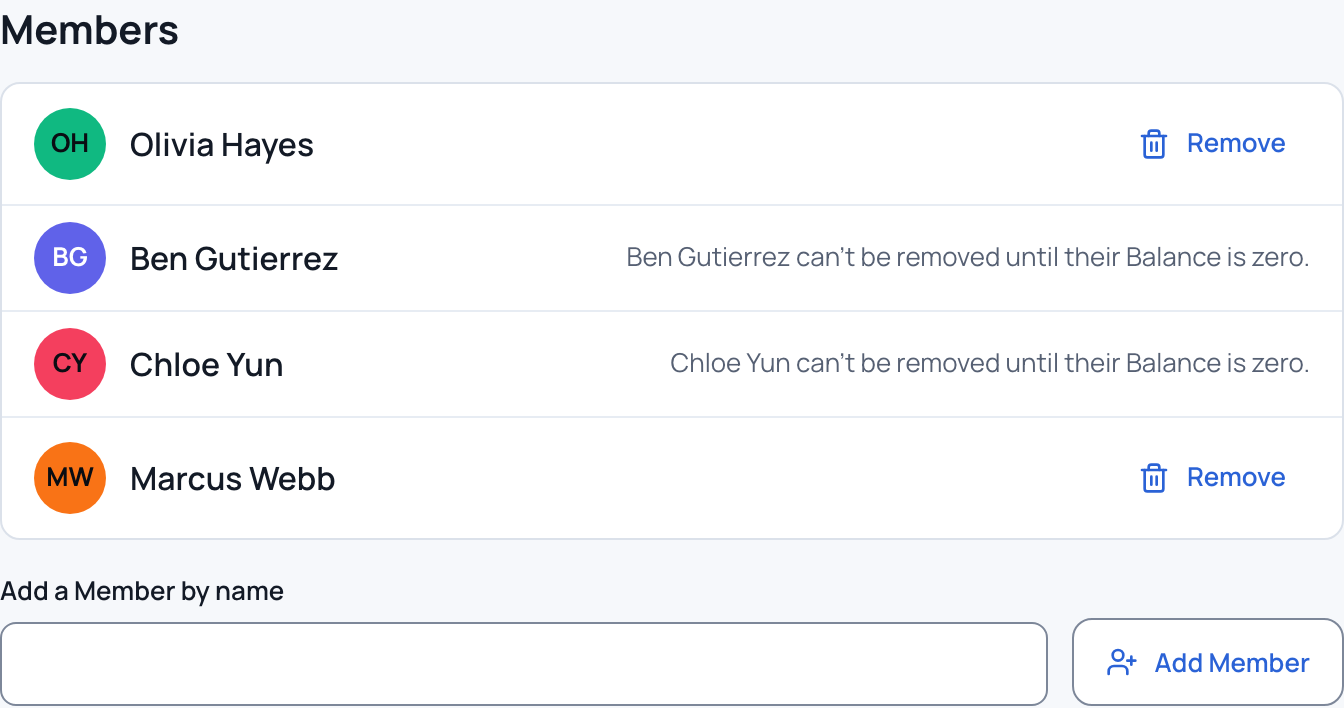 Members
OH Olivia Hayes Remove
BG Ben Gutierrez Ben Gutierrez can’t be removed until their Balance is zero.
CY Chloe Yun Chloe Yun can’t be removed until their Balance is zero.
MW Marcus Webb Remove
Add a Member by name
Add Member